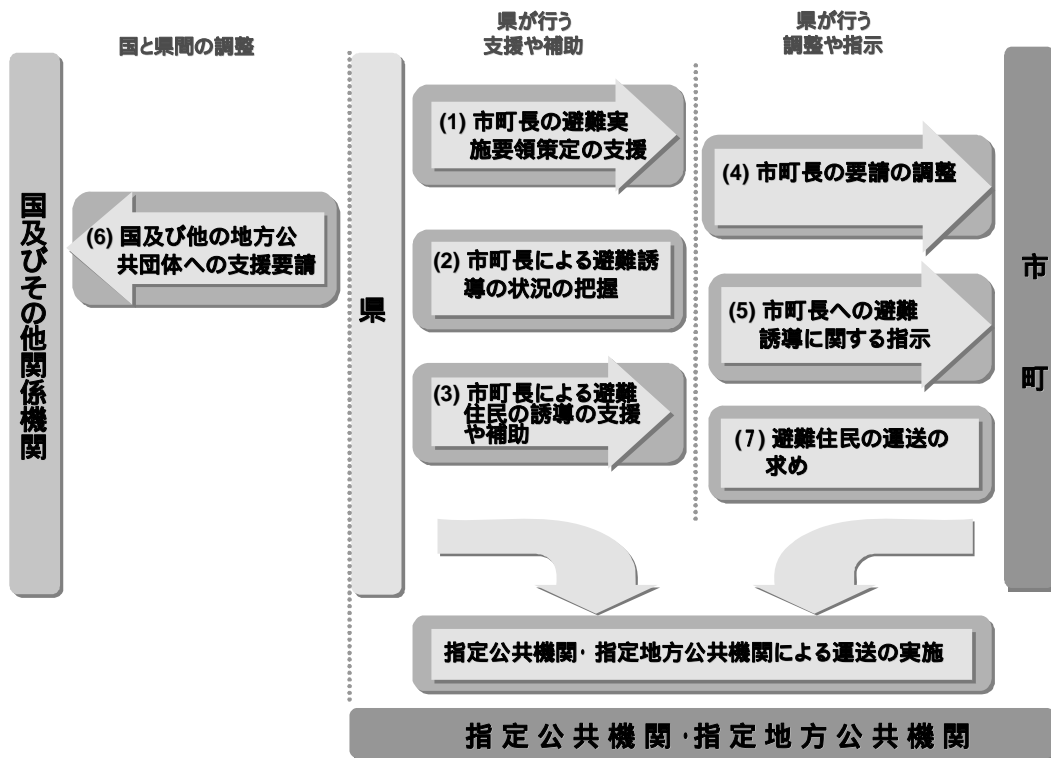 国と県間の調整
県が行う
支援や補助
県が行う
調整や指示
国及びその他関係機関
県
市町
(1) 市町長の避難実
施要領策定の支援
(2) 市町長による避難誘
導の状況の把握
(3) 市町長による避難
住民の誘導の支援
や補助
(4) 市町長の要請の調整
(5) 市町長への避難
誘導に関する指示
(6) 国及び他の地方公
共団体への支援要請
(7) 避難住民の運送の
求め
指定公共機関・指定地方公共機関による運送の実施
指定公共機関・指定地方公共機関